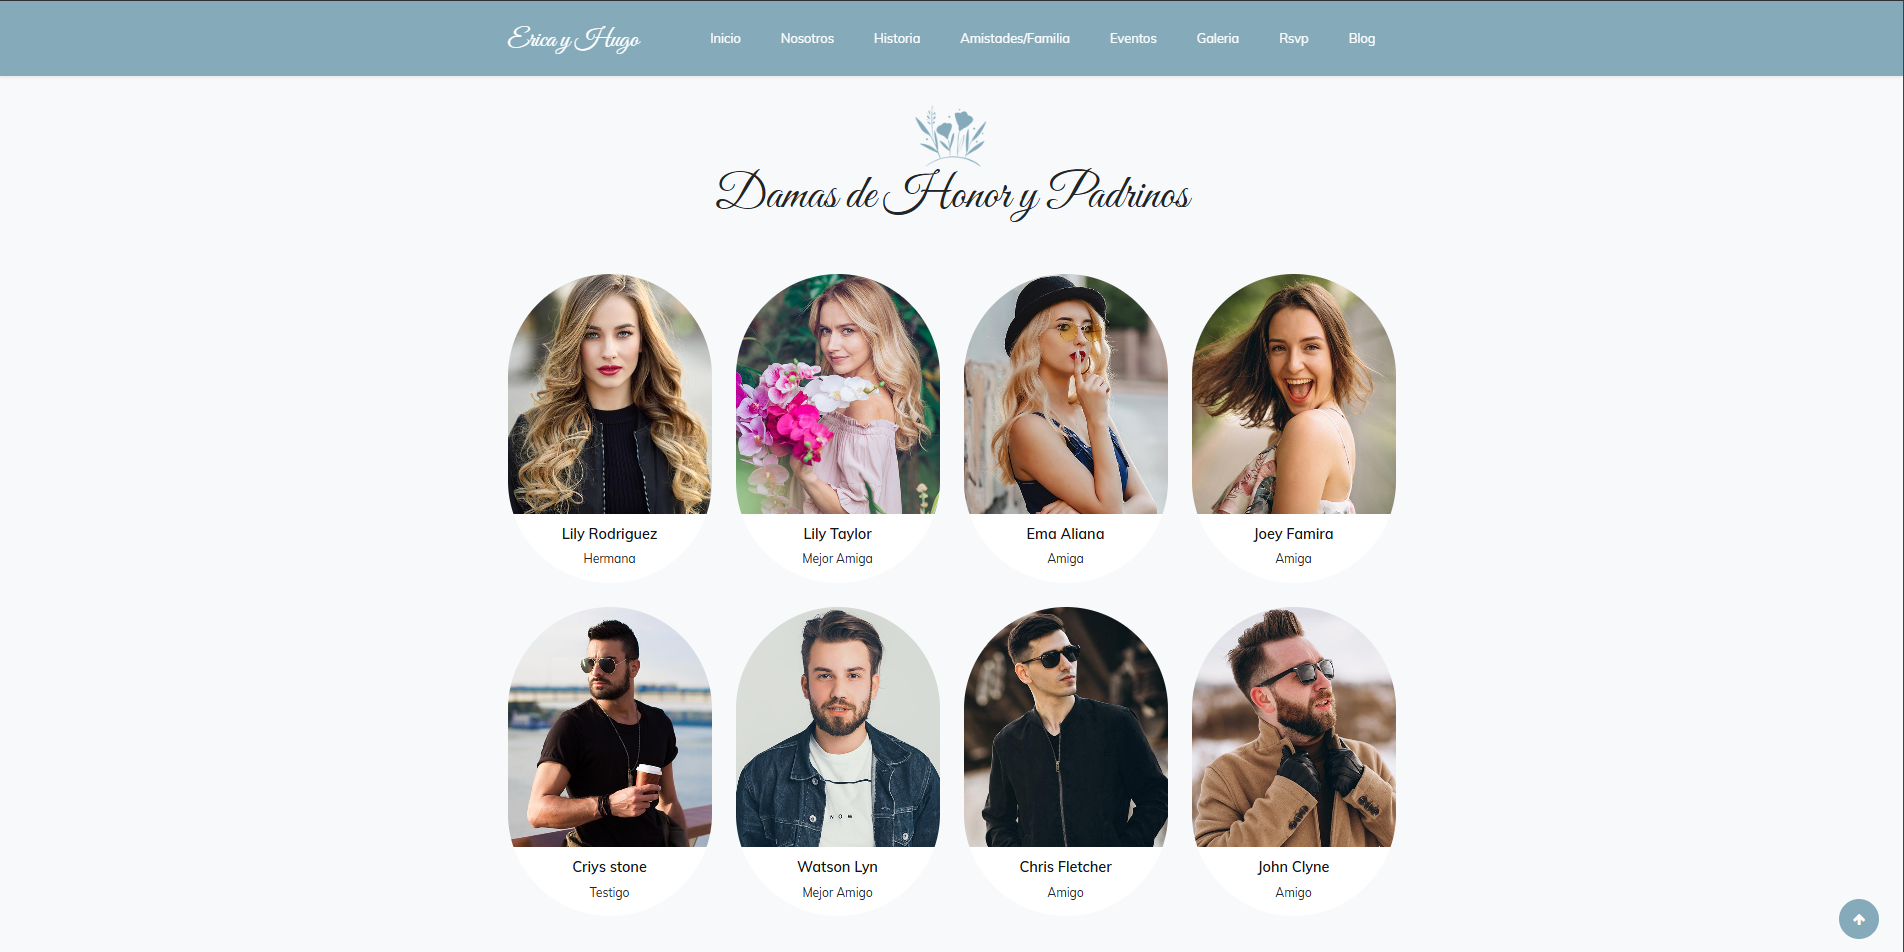 Erica y Hugo
Inicio Nosotros Historia Amistades/Familia Eventos Galeria Rsvp Blog
Damas de Honor y Padrinos
Lily Rodriguez Lily Taylor Ema Aliana Joey Famira
Hermana Mejor Amiga Amiga Amiga
NOW
Criys stone Watson Lyn Chris Fletcher John Clyne
Testigo Mejor Amigo Amigo Amigo